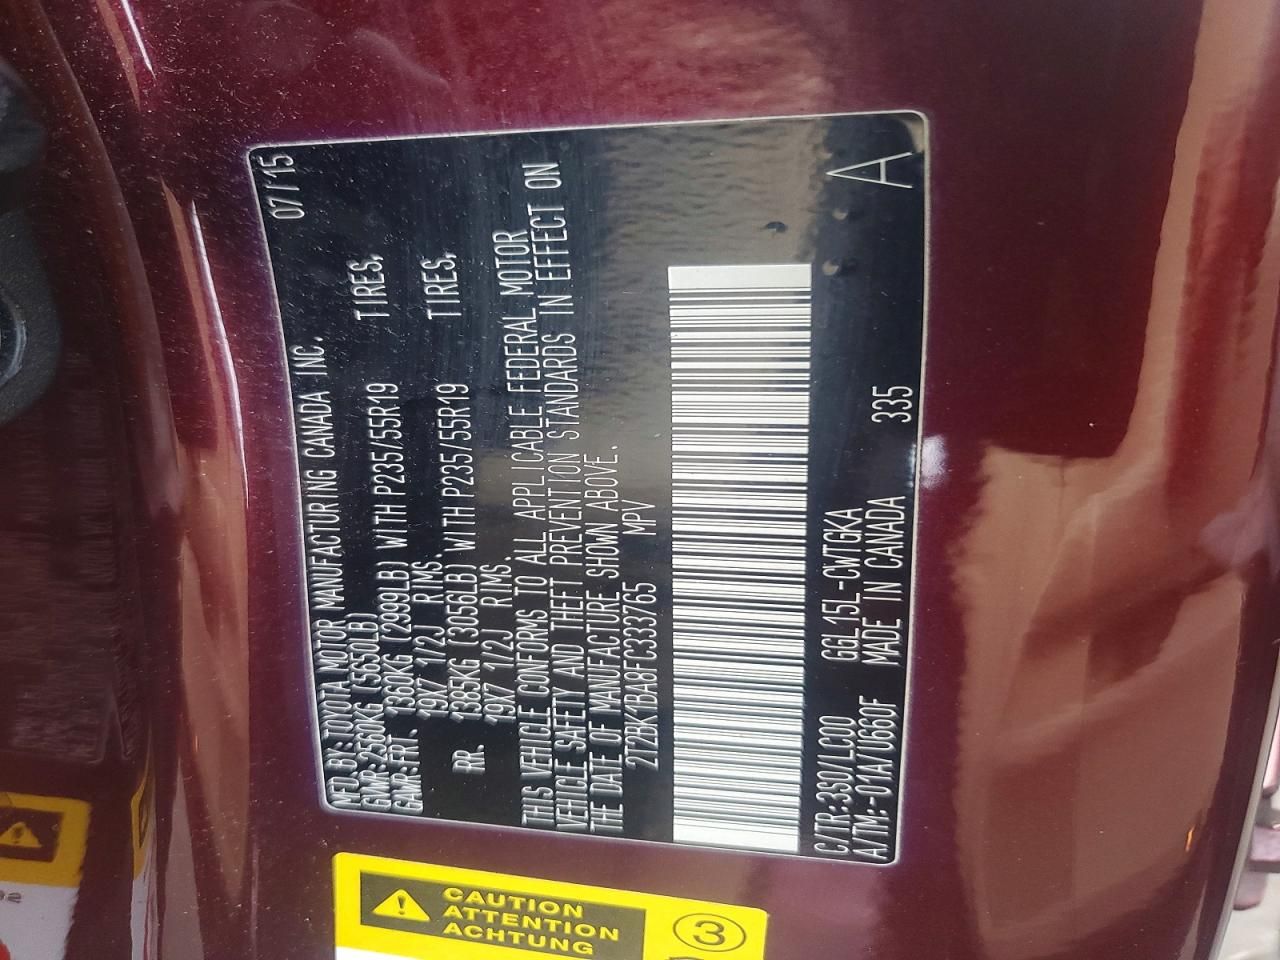 MFD. BY: TOYOTA MOTOR MANUFACTURING CANADA INC. 07/15
GVWR: 2560KG (5650LB)
GAWR: FRT. 1360KG (2999LB) WITH P235/55R19 TIRES,
19X7 1/2J RIMS.
RR. 1385KG (3056LB) WITH P235/55R19 TIRES,
19X7 1/2J RIMS.
THIS VEHICLE CONFORMS TO ALL APPLICABLE FEDERAL MOTOR
VEHICLE SAFETY AND THEFT PREVENTION STANDARDS IN EFFECT ON
THE DATE OF MANUFACTURE SHOWN ABOVE.
2T2BK1BA8FC333765 MPV
C/TR:3S0/LC00 GGL15L-CWTGKA A
A/TM:-01A/U660F MADE IN CANADA 335
CAUTION
ATTENTION
ACHTUNG
3